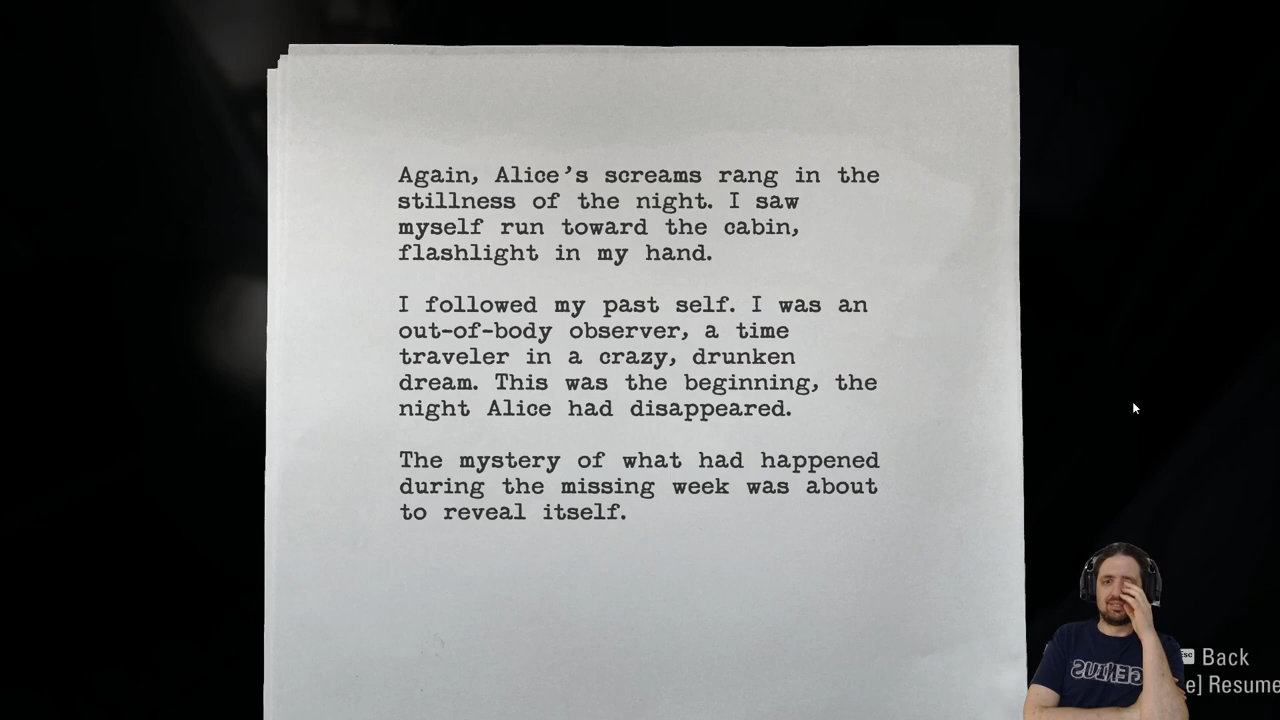 Again, Alice's screams rang in the
stillness of the night. I saw
myself run toward the cabin,
flashlight in my hand.
I followed my past self. I was an
out-of-body observer, a time
traveler in a crazy, drunken
dream. This was the beginning, the
night Alice had disappeared.
The mystery of what had happened
during the missing week was about
to reveal itself.
GENIUS
Esc Back
e] Resume